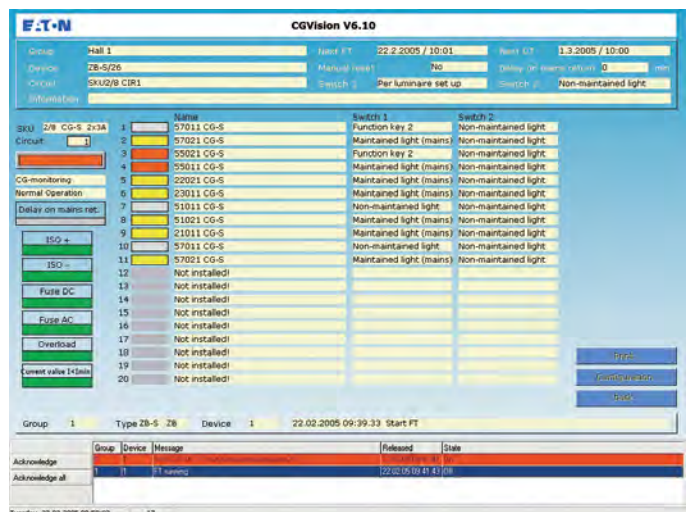 EATON CGVision V6.10
Group Hall 1 Next FT 22.2.2005 / 10:01 Next DT 1.3.2005 / 10:00
Device ZB-S/26 Manual reset No Delay on mains return 0 min
Circuit SKU2/8 CIR1 Switch 1 Per luminaire set up Switch 2 Non-maintained light
Information
Name Switch 1 Switch 2
SKU 2/8 CG-S 2x3A
Circuit 1
CG-monitoring
Normal Operation
Delay on mains ret.
ISO +
ISO -
Fuse DC
Fuse AC
Overload
Current value I<Imin
1 57011 CG-S Function key 2 Non-maintained light
2 57021 CG-S Maintained light (mains) Non-maintained light
3 55021 CG-S Function key 2 Non-maintained light
4 55011 CG-S Maintained light (mains) Non-maintained light
5 22021 CG-S Maintained light (mains) Non-maintained light
6 23011 CG-S Maintained light (mains) Non-maintained light
7 51011 CG-S Non-maintained light Non-maintained light
8 51021 CG-S Maintained light (mains) Non-maintained light
9 21011 CG-S Maintained light (mains) Non-maintained light
10 57011 CG-S Non-maintained light Non-maintained light
11 57021 CG-S Maintained light (mains) Non-maintained light
12 Not installed!
13 Not installed!
14 Not installed!
15 Not installed!
16 Not installed!
17 Not installed!
18 Not installed!
19 Not installed!
20 Not installed!
Print
Configuration
Group 1 Type ZB-S ZB Device 1 22.02.2005 09:39.33 Start FT
Group Device Message Released State
Acknowledge
Acknowledge all
1 1 FT running 22.02.05 09:41:43 ON